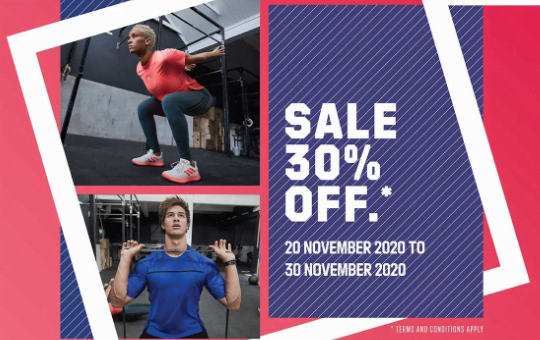 SALE
30%
OFF.*
20 NOVEMBER 2020 TO
30 NOVEMBER 2020
* TERMS AND CONDITIONS APPLY